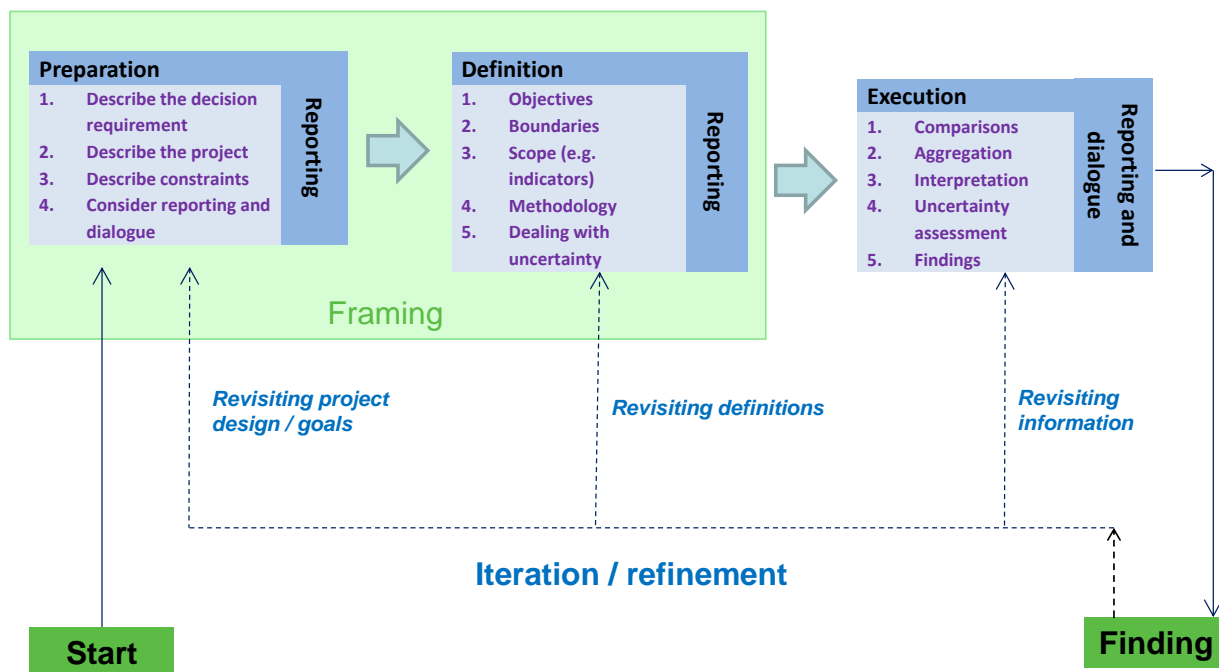 Preparation
1. Describe the decision
requirement
2. Describe the project
3. Describe constraints
4. Consider reporting and
dialogue
Reporting
Definition
1. Objectives
2. Boundaries
3. Scope (e.g.
indicators)
4. Methodology
5. Dealing with
uncertainty
Reporting
Execution
1. Comparisons
2. Aggregation
3. Interpretation
4. Uncertainty
assessment
5. Findings
Reporting and
dialogue
Framing
Revisiting project
design / goals
Revisiting definitions
Revisiting
information
Iteration / refinement
Start
Finding